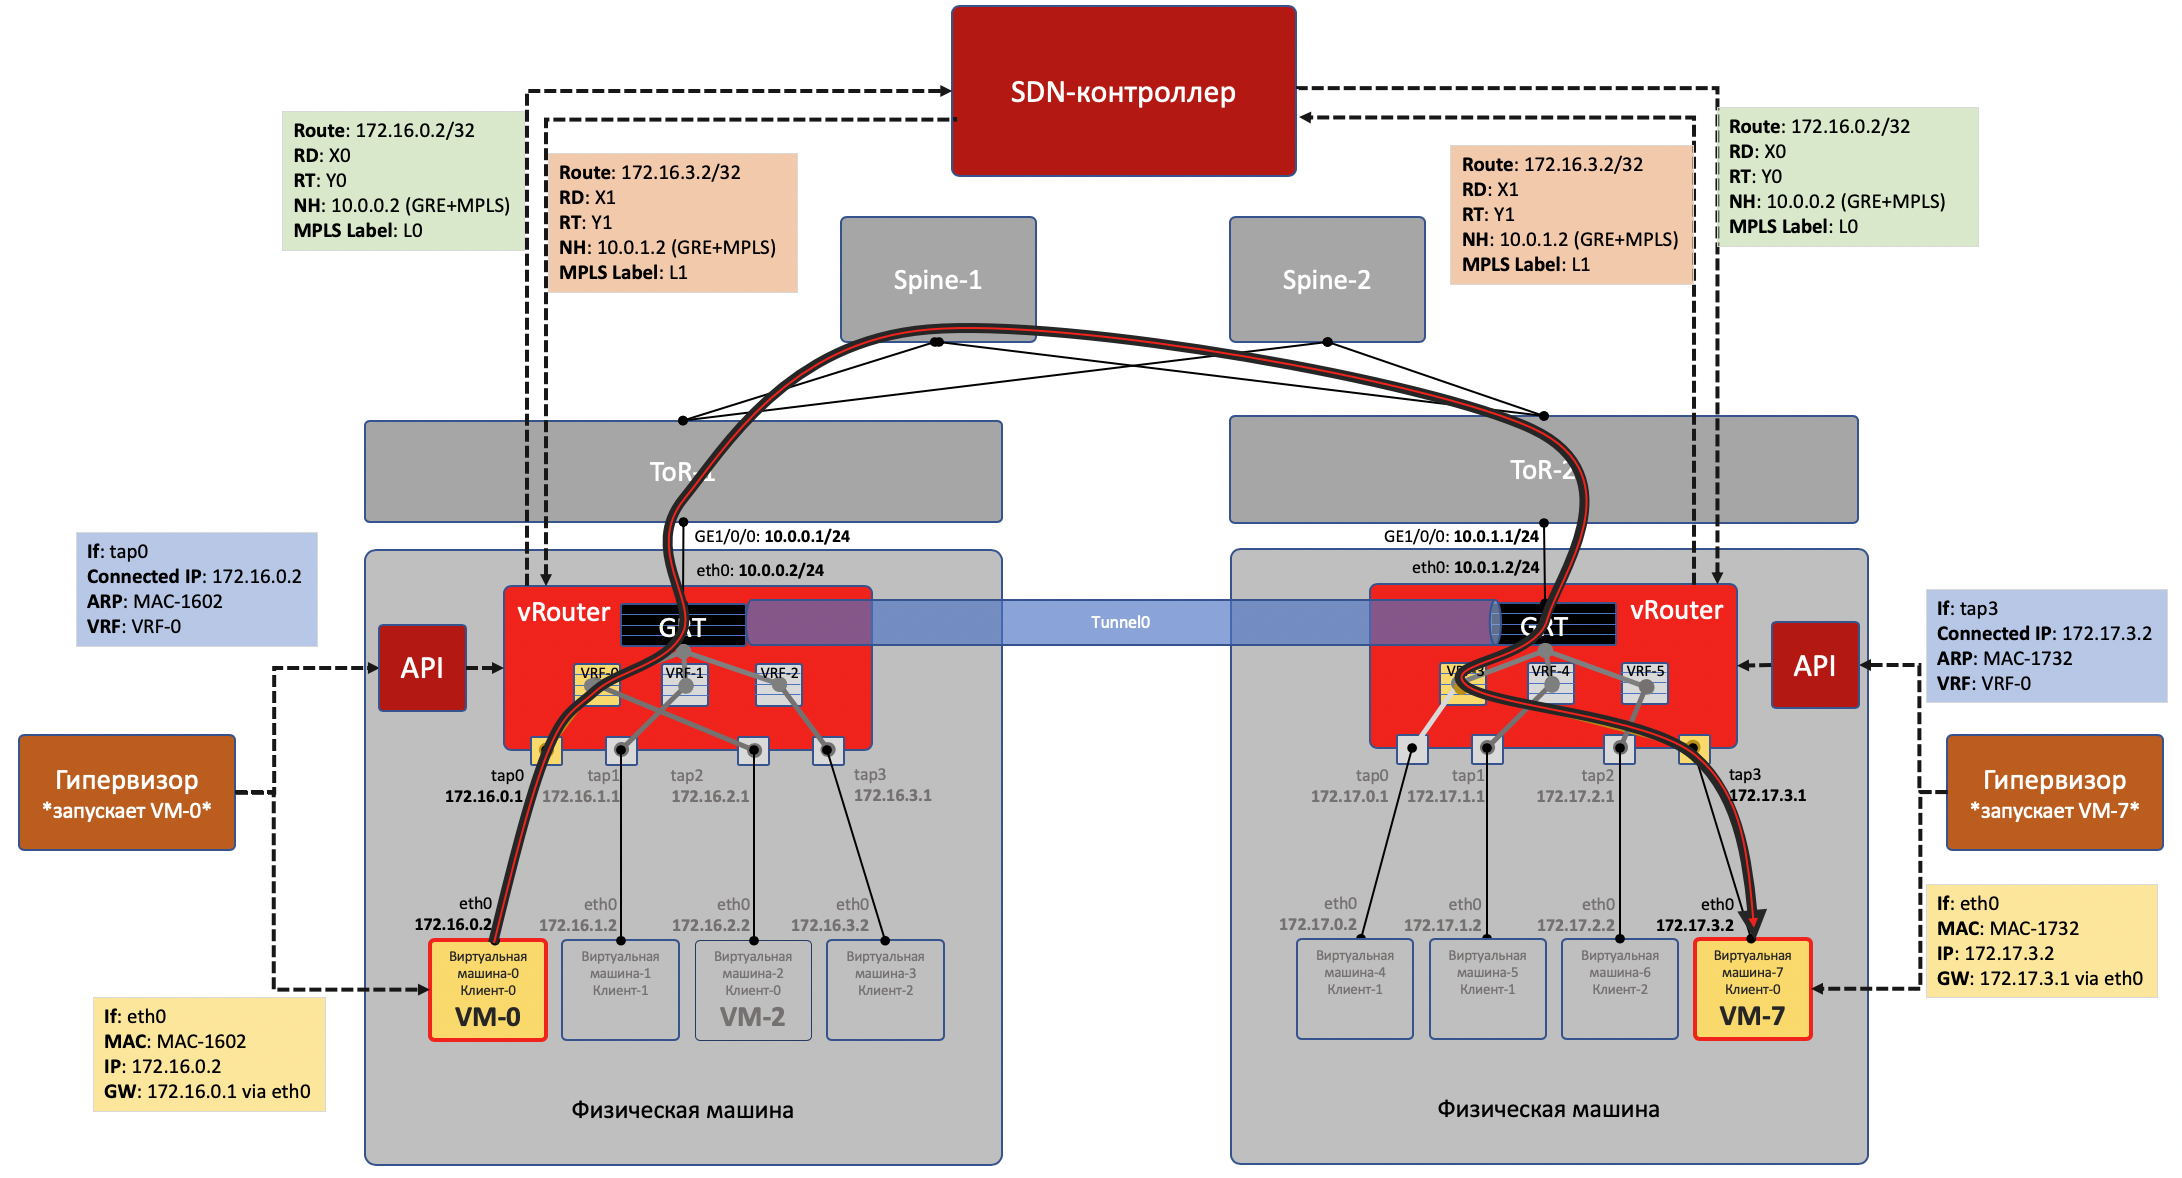 SDN-контроллер
Route: 172.16.0.2/32
RD: X0
RT: Y0
NH: 10.0.0.2 (GRE+MPLS)
MPLS Label: L0
Route: 172.16.3.2/32
RD: X1
RT: Y1
NH: 10.0.1.2 (GRE+MPLS)
MPLS Label: L1
Route: 172.16.3.2/32
RD: X1
RT: Y1
NH: 10.0.1.2 (GRE+MPLS)
MPLS Label: L1
Route: 172.16.0.2/32
RD: X0
RT: Y0
NH: 10.0.0.2 (GRE+MPLS)
MPLS Label: L0
Spine-1
Spine-2
ToR-1
ToR-2
GE1/0/0: 10.0.0.1/24
eth0: 10.0.0.2/24
GE1/0/0: 10.0.1.1/24
eth0: 10.0.1.2/24
If: tap0
Connected IP: 172.16.0.2
ARP: MAC-1602
VRF: VRF-0
API
vRouter
GRT
VRF-0
VRF-1
VRF-2
Tunnel0
GRT
vRouter
VRF-3
VRF-4
VRF-5
API
If: tap3
Connected IP: 172.17.3.2
ARP: MAC-1732
VRF: VRF-0
Гипервизор
*запускает VM-0*
tap0
172.16.0.1
tap1
172.16.1.1
tap2
172.16.2.1
tap3
172.16.3.1
tap0
172.17.0.1
tap1
172.17.1.1
tap2
172.17.2.1
tap3
172.17.3.1
Гипервизор
*запускает VM-7*
eth0
172.16.0.2
eth0
172.16.1.2
eth0
172.16.2.2
eth0
172.16.3.2
eth0
172.17.0.2
eth0
172.17.1.2
eth0
172.17.2.2
eth0
172.17.3.2
Виртуальная
машина-0
Клиент-0
VM-0
Виртуальная
машина-1
Клиент-1
Виртуальная
машина-2
Клиент-0
VM-2
Виртуальная
машина-3
Клиент-2
Виртуальная
машина-4
Клиент-1
Виртуальная
машина-5
Клиент-1
Виртуальная
машина-6
Клиент-2
Виртуальная
машина-7
Клиент-0
VM-7
If: eth0
MAC: MAC-1602
IP: 172.16.0.2
GW: 172.16.0.1 via eth0
If: eth0
MAC: MAC-1732
IP: 172.17.3.2
GW: 172.17.3.1 via eth0
Физическая машина
Физическая машина